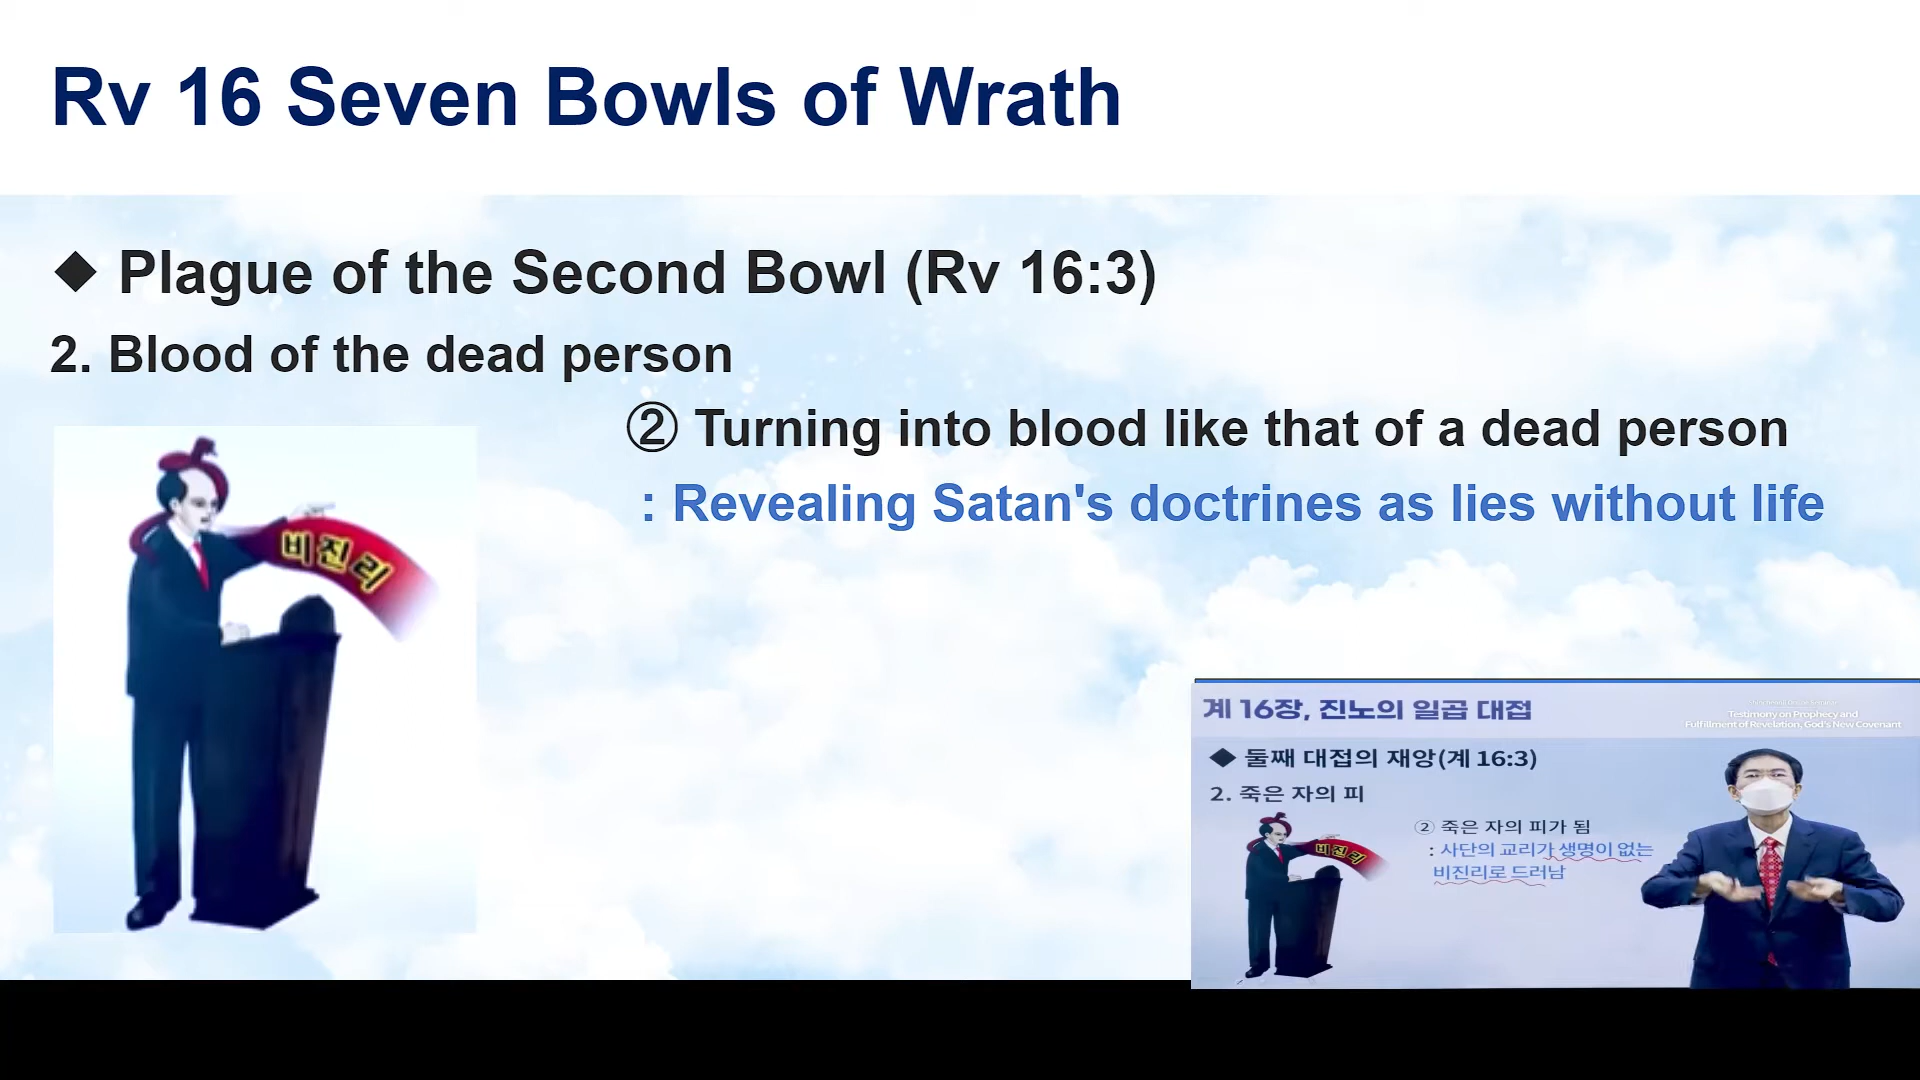 Rv 16 Seven Bowls of Wrath
◆ Plague of the Second Bowl (Rv 16:3)
2. Blood of the dead person
② Turning into blood like that of a dead person
: Revealing Satan's doctrines as lies without life
비진리
계 16장, 진노의 일곱 대접
Testimony on Prophecy and
Fulfillment of Revelation, God's New Covenant
◆ 둘째 대접의 재앙(계 16:3)
2. 죽은 자의 피
② 죽은 자의 피가 됨
: 사단의 교리가 생명이 없는
비진리로 드러남
비진리